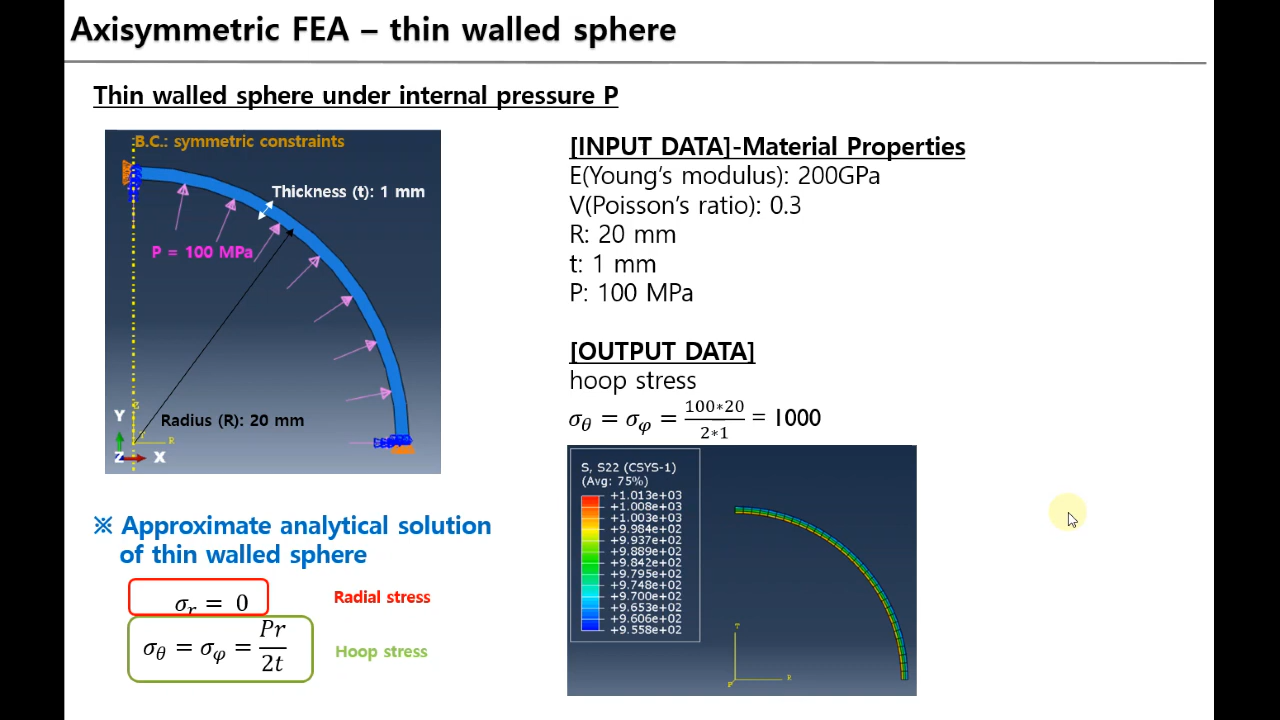 Axisymmetric FEA – thin walled sphere
Thin walled sphere under internal pressure P
B.C.: symmetric constraints
Thickness (t): 1 mm
P = 100 MPa
Radius (R): 20 mm
Y
Z
X
T
R
※ Approximate analytical solution
of thin walled sphere
σr = 0
Radial stress
σθ = σφ = Pr/2t
Hoop stress
[INPUT DATA]-Material Properties
E(Young's modulus): 200GPa
V(Poisson's ratio): 0.3
R: 20 mm
t: 1 mm
P: 100 MPa
[OUTPUT DATA]
hoop stress
σθ = σφ = 100*20/2*1 = 1000
S, S22 (CSYS-1)
(Avg: 75%)
+1.013e+03
+1.008e+03
+1.003e+03
+9.984e+02
+9.937e+02
+9.889e+02
+9.842e+02
+9.795e+02
+9.748e+02
+9.700e+02
+9.653e+02
+9.606e+02
+9.558e+02
T
P
R